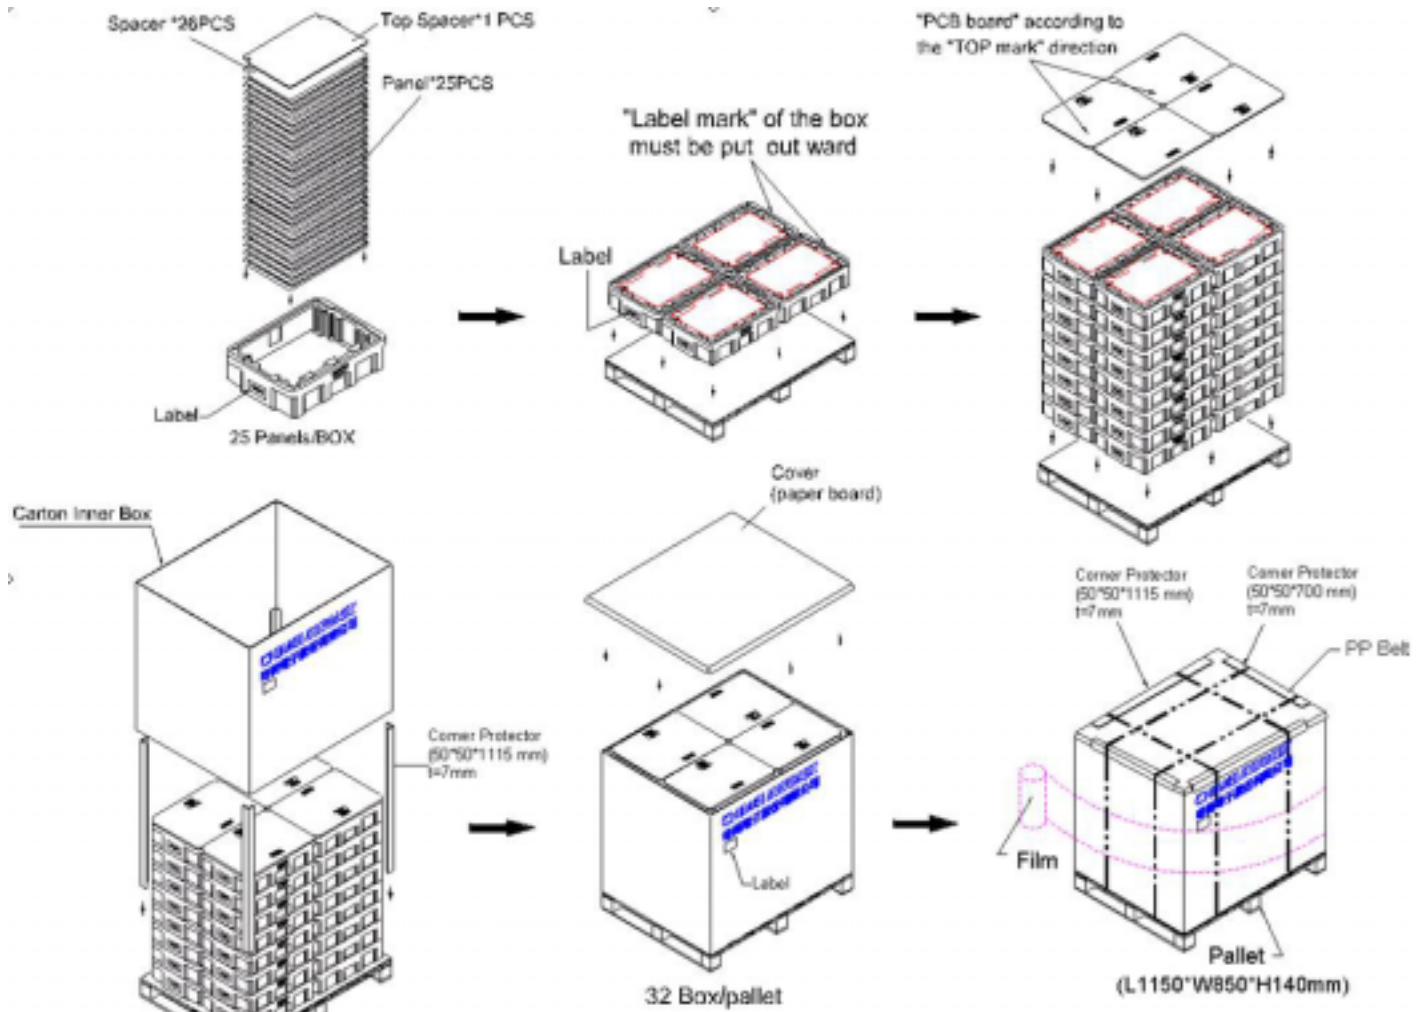 Spacer *26PCS
Top Spacer*1 PCS
Panel*25PCS
Label
25 Panels/BOX
"Label mark" of the box
must be put out ward
Label
"PCB board" according to
the "TOP mark" direction
Carton Inner Box
Corner Protector
(50*50*1115 mm)
t=7mm
Cover
(paper board)
Label
32 Box/pallet
Corner Protector
(50*50*1115 mm)
t=7mm
Corner Protector
(50*50*700 mm)
t=7mm
PP Belt
Film
Pallet
(L1150*W850*H140mm)